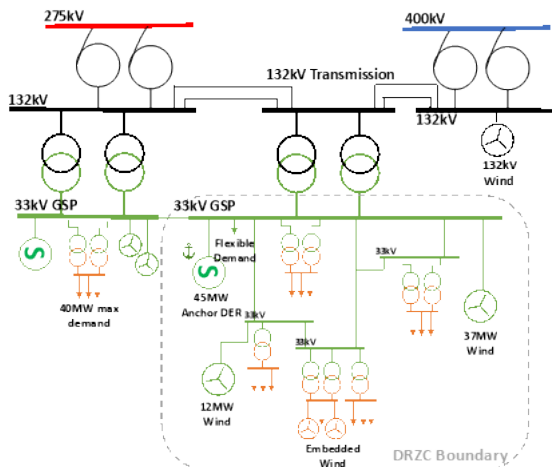 275kV
400kV
132kV Transmission
132kV
132kV
132kV
Wind
33kV GSP
33kV GSP
Flexible
Demand
33kV
S
S
40MW max
demand
45MW
Anchor DER
33kV
33kV
37MW
Wind
12MW
Wind
Embedded
Wind
DRZC Boundary